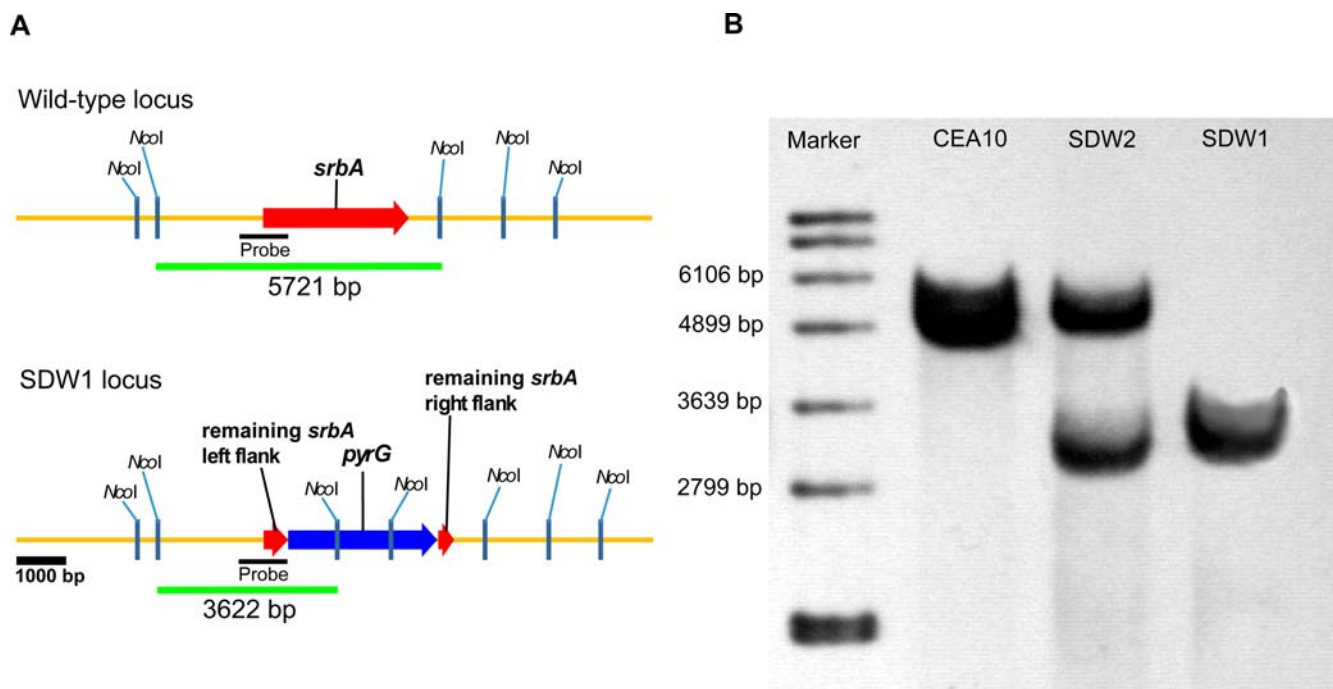 A
Wild-type locus
NcoI
NcoI
srbA
NcoI
NcoI
NcoI
Probe
5721 bp
SDW1 locus
remaining srbA
left flank
pyrG
remaining srbA
right flank
NcoI
NcoI
NcoI
NcoI
NcoI
NcoI
NcoI
1000 bp
Probe
3622 bp
B
Marker CEA10 SDW2 SDW1
6106 bp
4899 bp
3639 bp
2799 bp